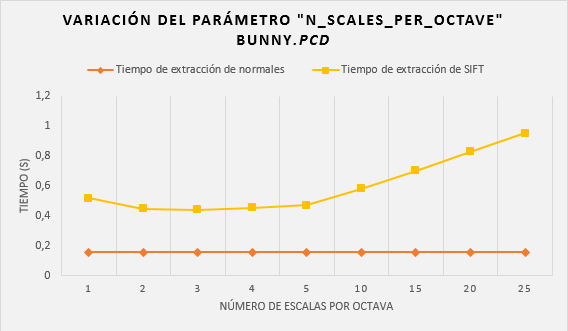 VARIACIÓN DEL PARÁMETRO "N_SCALES_PER_OCTAVE"
BUNNY.PCD
Tiempo de extracción de normales
Tiempo de extracción de SIFT
1,2
1
0,8
0,6
0,4
0,2
0
TIEMPO (S)
1 2 3 4 5 10 15 20 25
NÚMERO DE ESCALAS POR OCTAVA